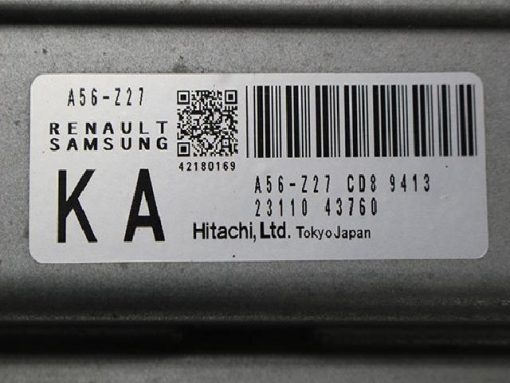 A56-Z27
RENAULT
SAMSUNG
42180169
KA
A56-Z27 CD8 9413
23110 43760
Hitachi, Ltd. Tokyo Japan